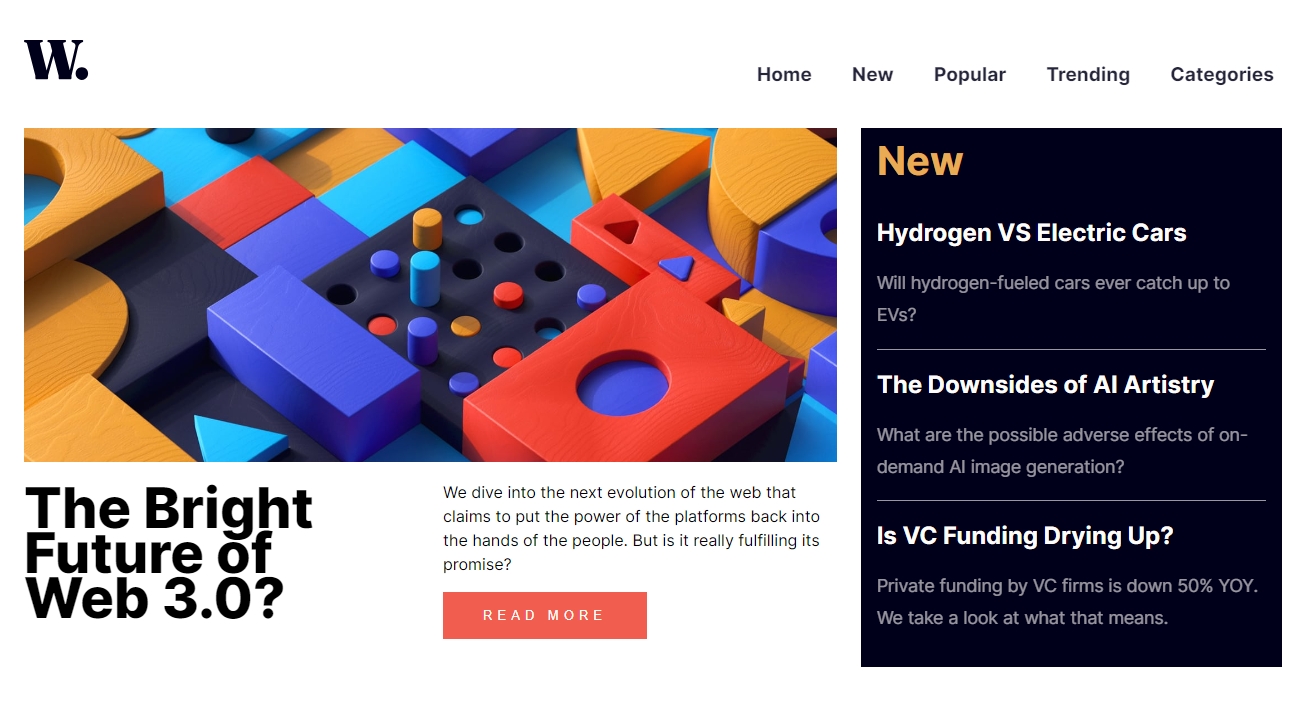 W.
Home New Popular Trending Categories
The Bright
Future of
Web 3.0?
We dive into the next evolution of the web that
claims to put the power of the platforms back into
the hands of the people. But is it really fulfilling its
promise?
READ MORE
New
Hydrogen VS Electric Cars
Will hydrogen-fueled cars ever catch up to
EVs?
The Downsides of AI Artistry
What are the possible adverse effects of on-
demand AI image generation?
Is VC Funding Drying Up?
Private funding by VC firms is down 50% YOY.
We take a look at what that means.